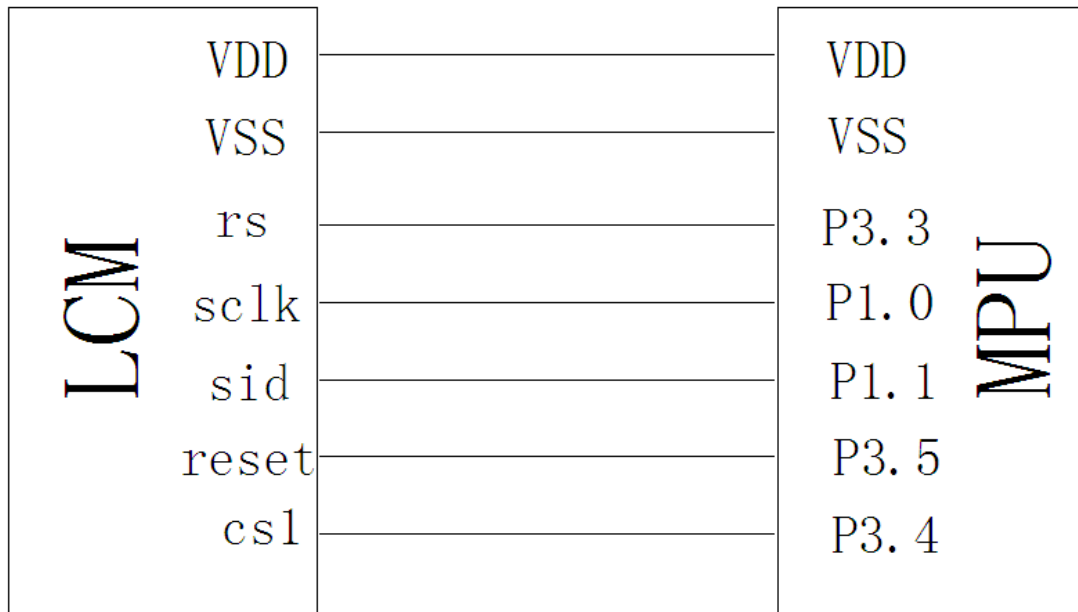 LCM
VDD
VSS
rs
sclk
sid
reset
csl
VDD
VSS
P3.3
P1.0
P1.1
P3.5
P3.4
MPU